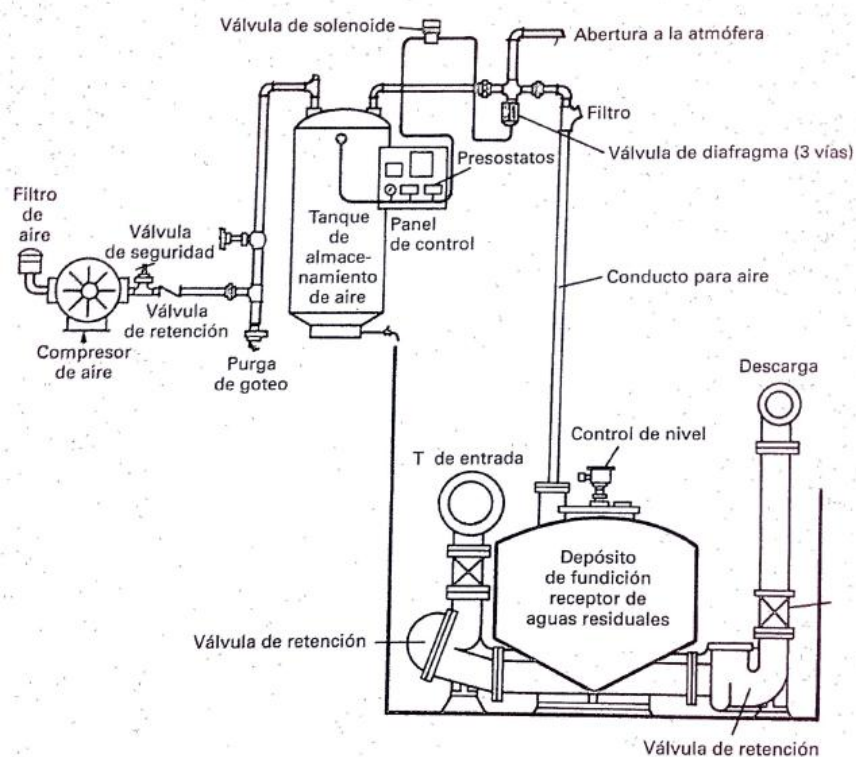 Válvula de solenoide
Abertura a la atmófera
Filtro
Válvula de diafragma (3 vías)
Presostatos
Panel
de control
Tanque
de
almace-
namiento
de aire
Filtro
de
aire
Válvula
de seguridad
Válvula
de retención
Compresor
de aire
Purga
de goteo
Conducto para aire
Descarga
Control de nivel
T de entrada
Depósito
de fundición
receptor de
aguas residuales
Válvula de retención
Válvula de retención